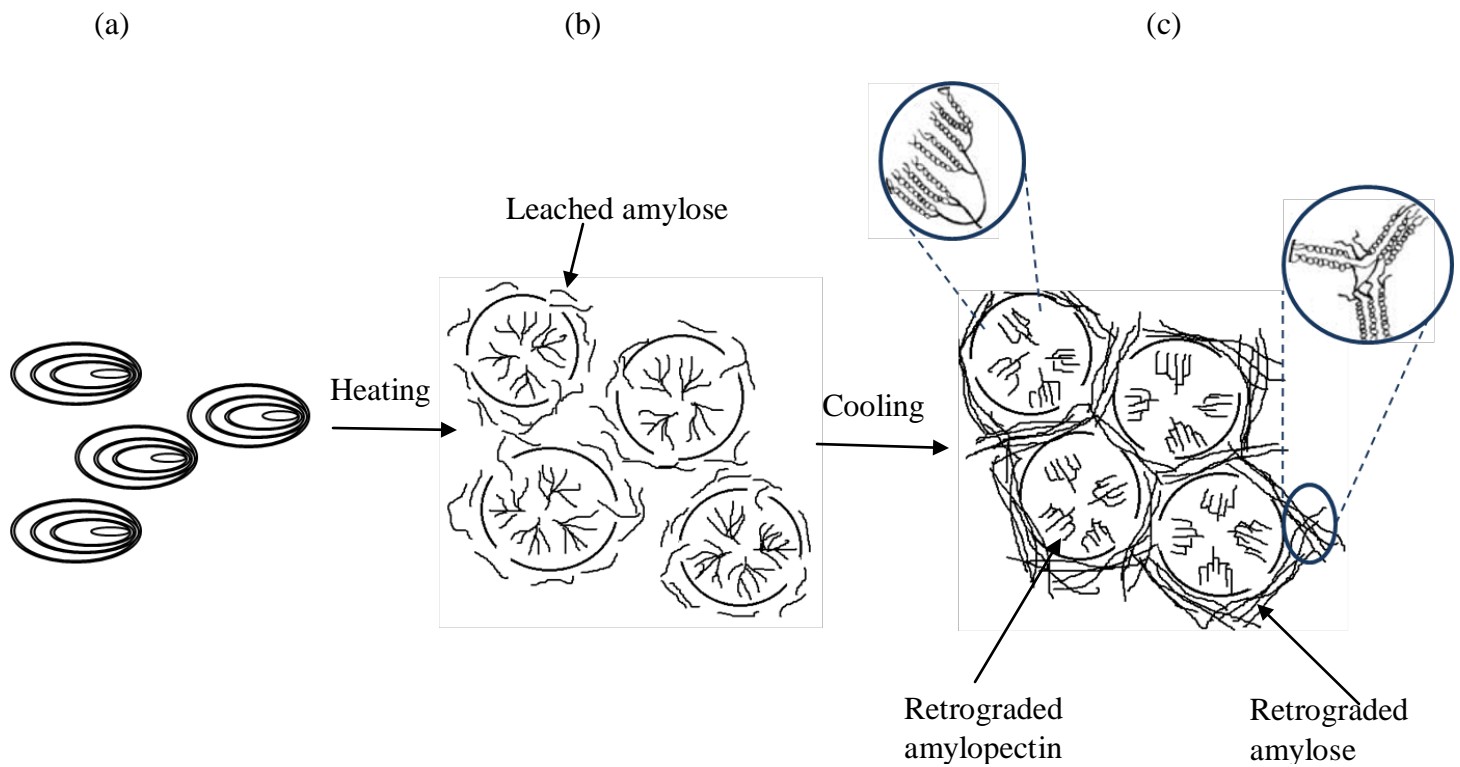 (a)
(b)
(c)
Leached amylose
Heating
Cooling
Retrograded
amylopectin
Retrograded
amylose